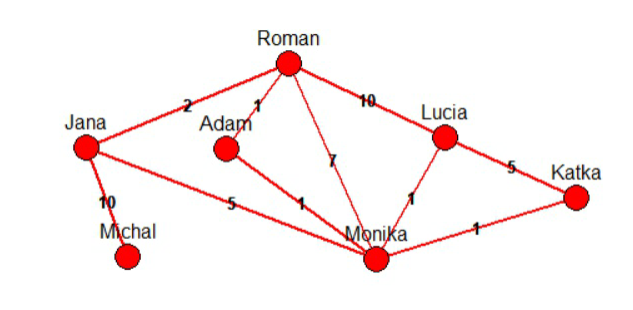 Roman
2
1
10
Jana
Adam
Lucia
7
5
Katka
10
5
1
1
Michal
Monika
1